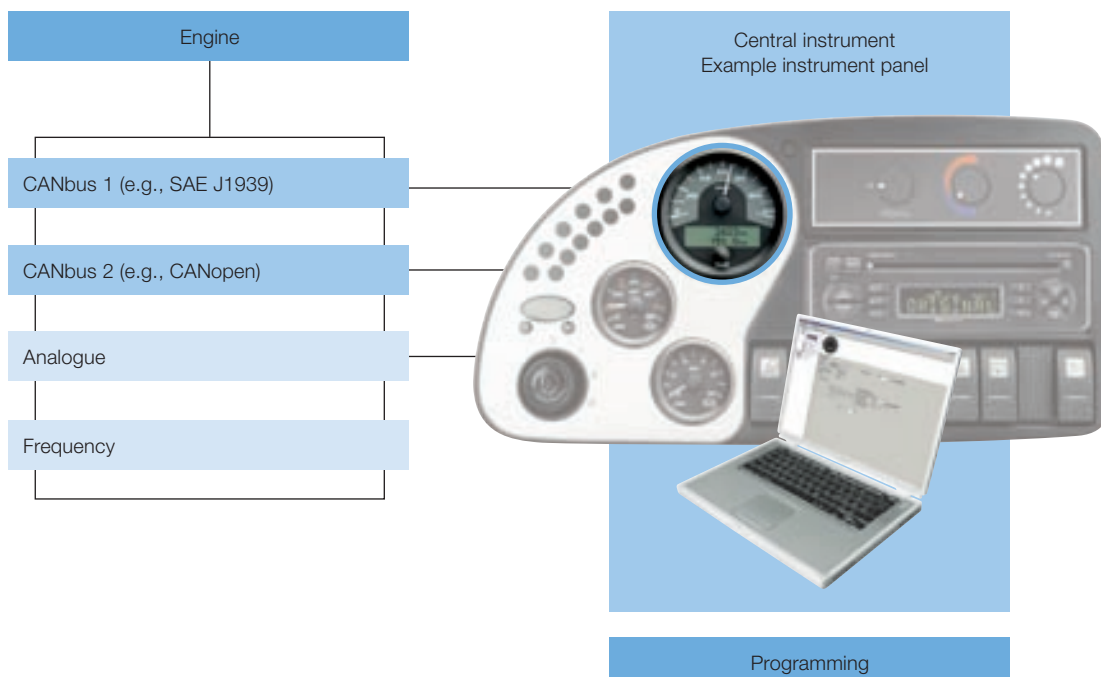 Engine
Central instrument
Example instrument panel
CANbus 1 (e.g., SAE J1939)
CANbus 2 (e.g., CANopen)
Analogue
Frequency
Programming